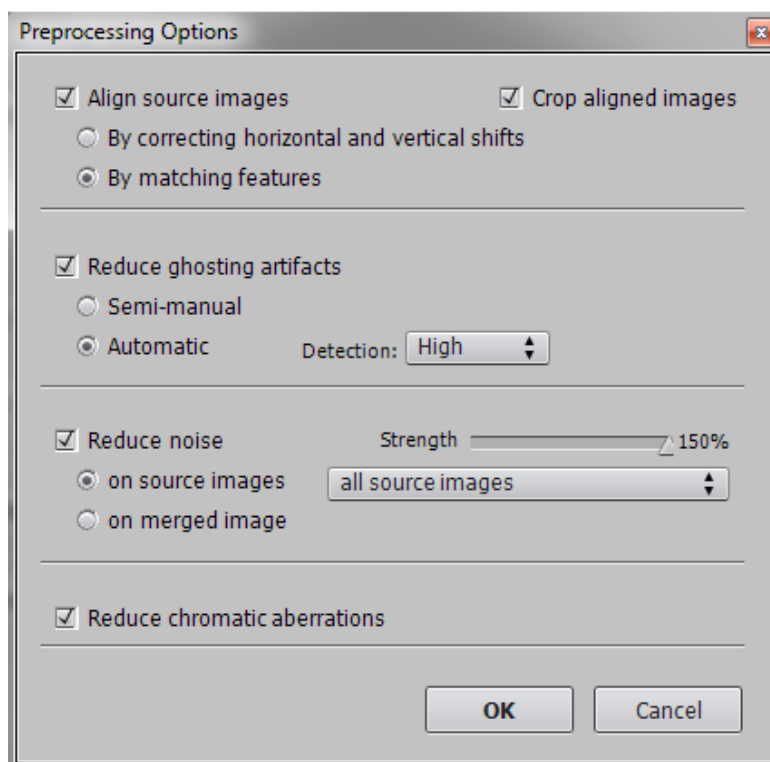 Preprocessing Options
Align source images Crop aligned images
By correcting horizontal and vertical shifts
By matching features
Reduce ghosting artifacts
Semi-manual
Automatic Detection: High
Reduce noise Strength 150%
on source images all source images
on merged image
Reduce chromatic aberrations
OK Cancel